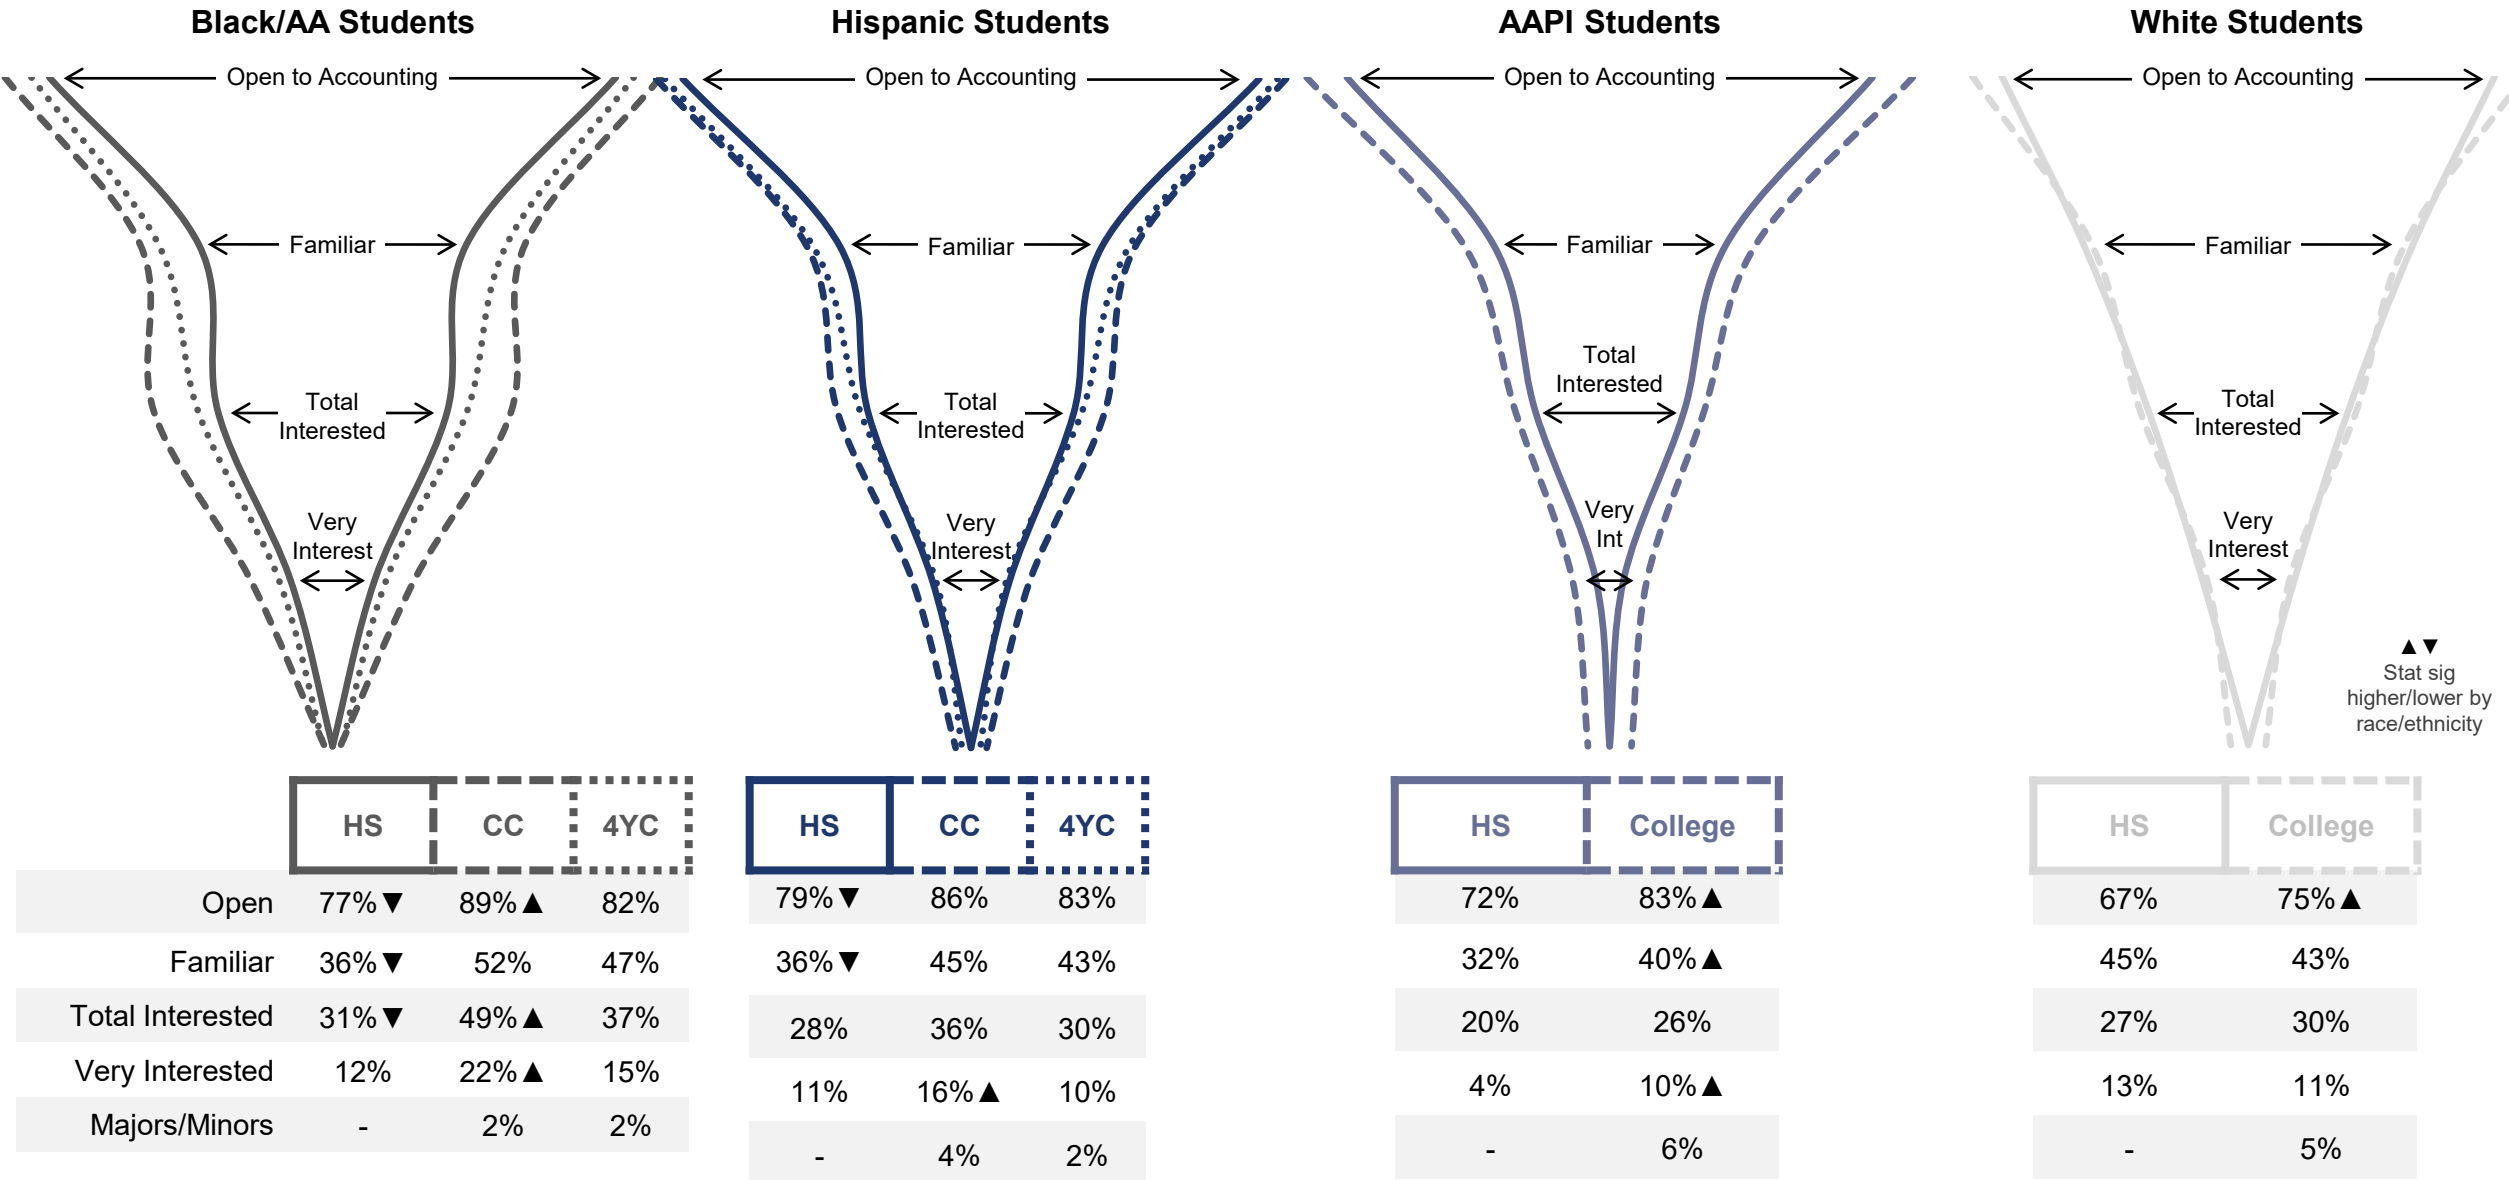 Black/AA Students
Hispanic Students
AAPI Students
White Students
Open to Accounting
Open to Accounting
Open to Accounting
Open to Accounting
Familiar
Familiar
Familiar
Familiar
Total
Interested
Total
Interested
Total
Interested
Total
Interested
Very
Interest
Very
Interest
Very
Int
Very
Interest
▲▼
Stat sig
higher/lower by
race/ethnicity
HS CC 4YC
Open 77%▼ 89%▲ 82%
Familiar 36%▼ 52% 47%
Total Interested 31%▼ 49%▲ 37%
Very Interested 12% 22%▲ 15%
Majors/Minors - 2% 2%
HS CC 4YC
79%▼ 86% 83%
36%▼ 45% 43%
28% 36% 30%
11% 16%▲ 10%
- 4% 2%
HS College
72% 83%▲
32% 40%▲
20% 26%
4% 10%▲
- 6%
HS College
67% 75%▲
45% 43%
27% 30%
13% 11%
- 5%